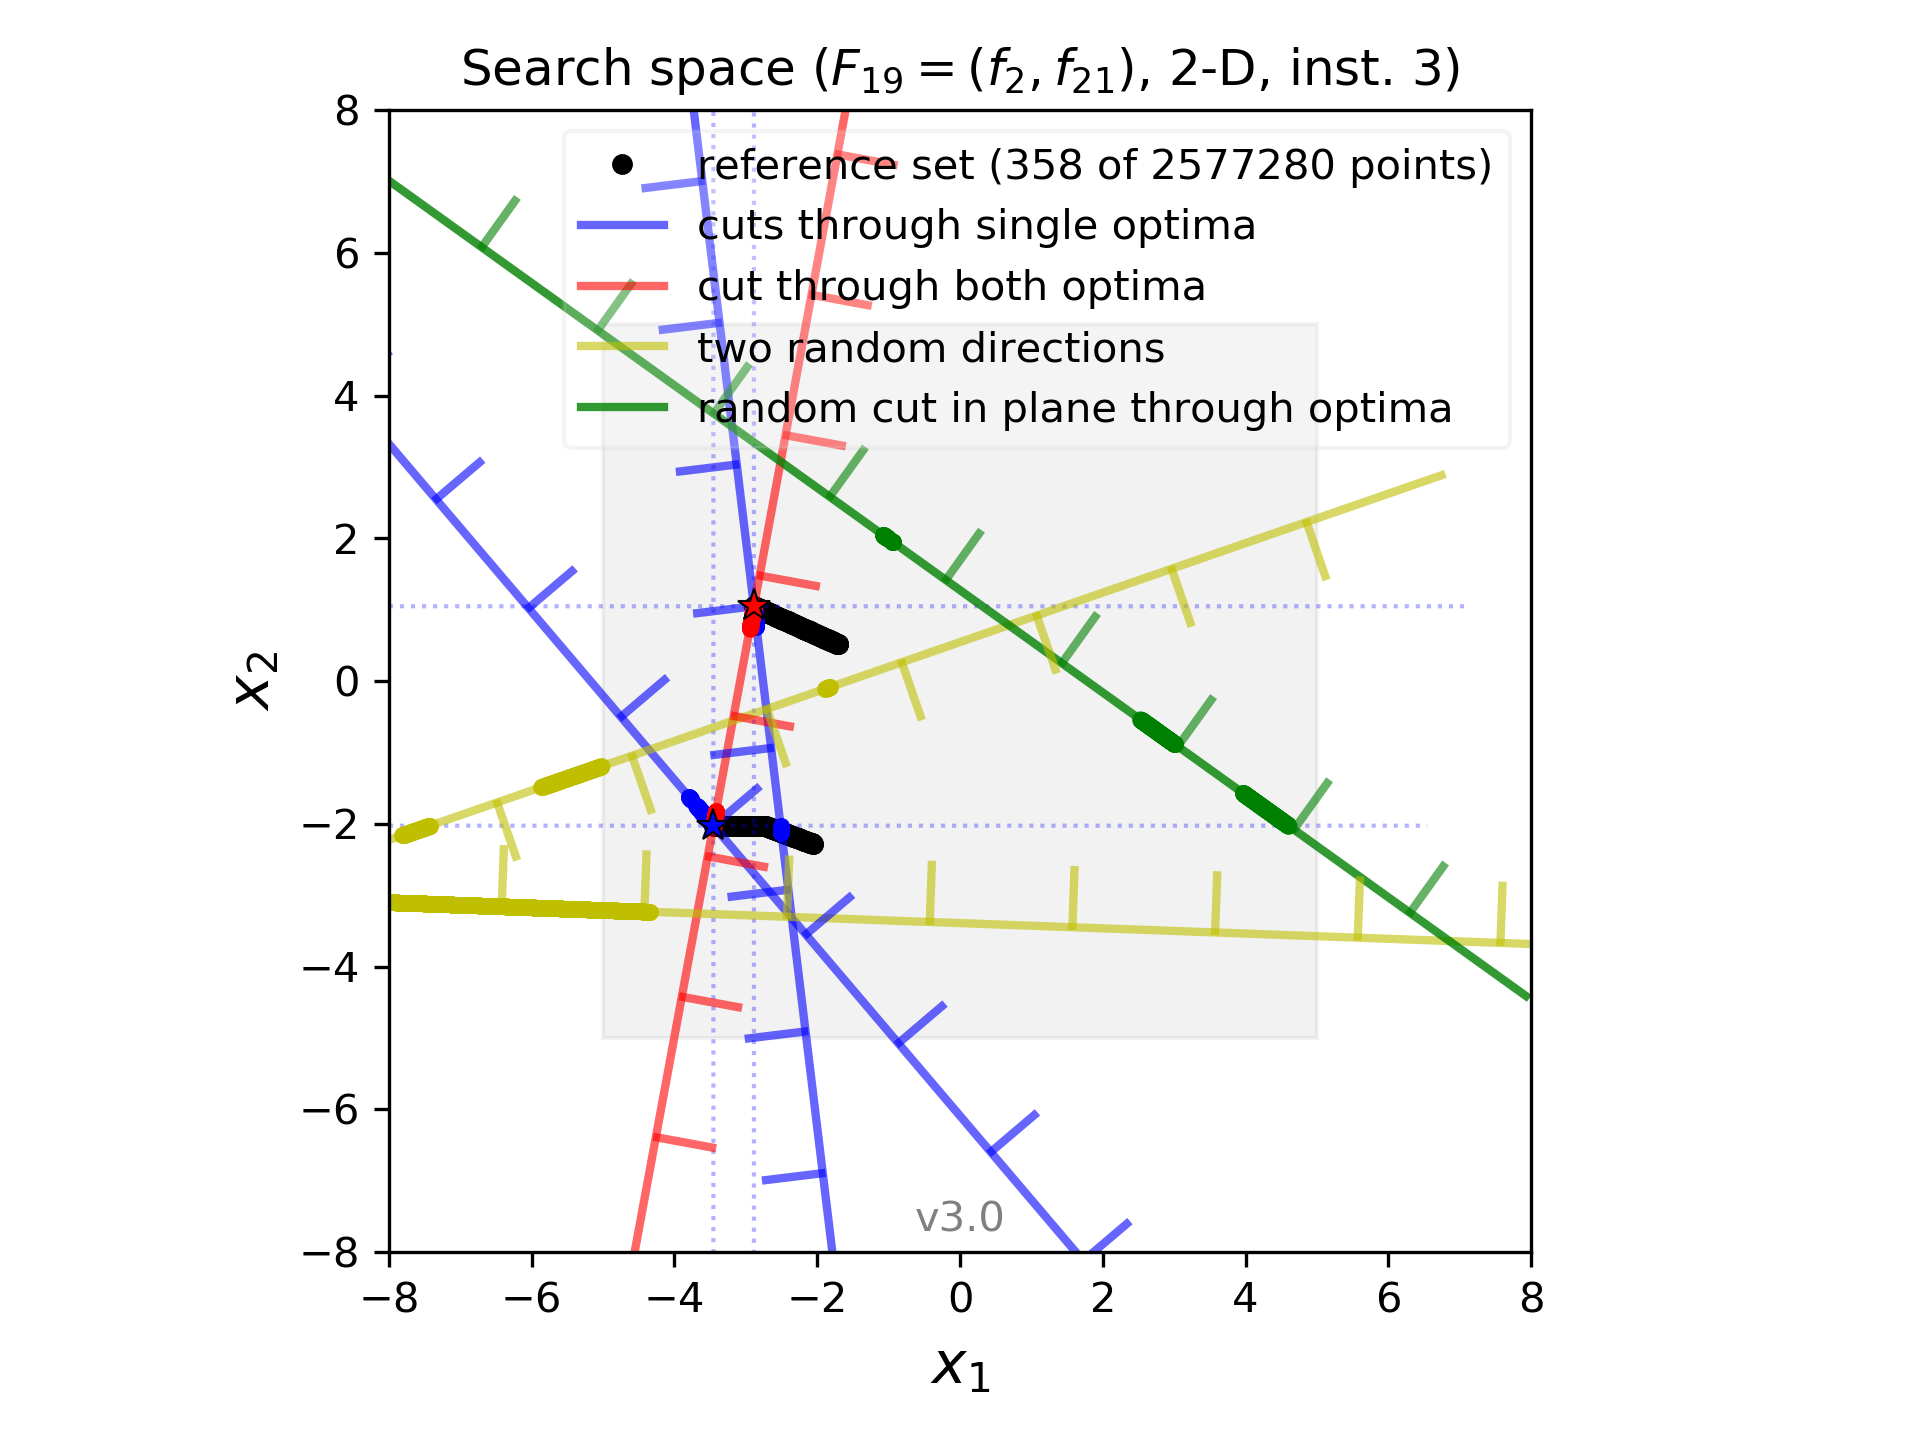 Search space (F19 = (f2, f21), 2-D, inst. 3)
reference set (358 of 2577280 points)
cuts through single optima
cut through both optima
two random directions
random cut in plane through optima
8
6
4
2
0
−2
−4
−6
−8
x2
v3.0
−8 −6 −4 −2 0 2 4 6 8
x1